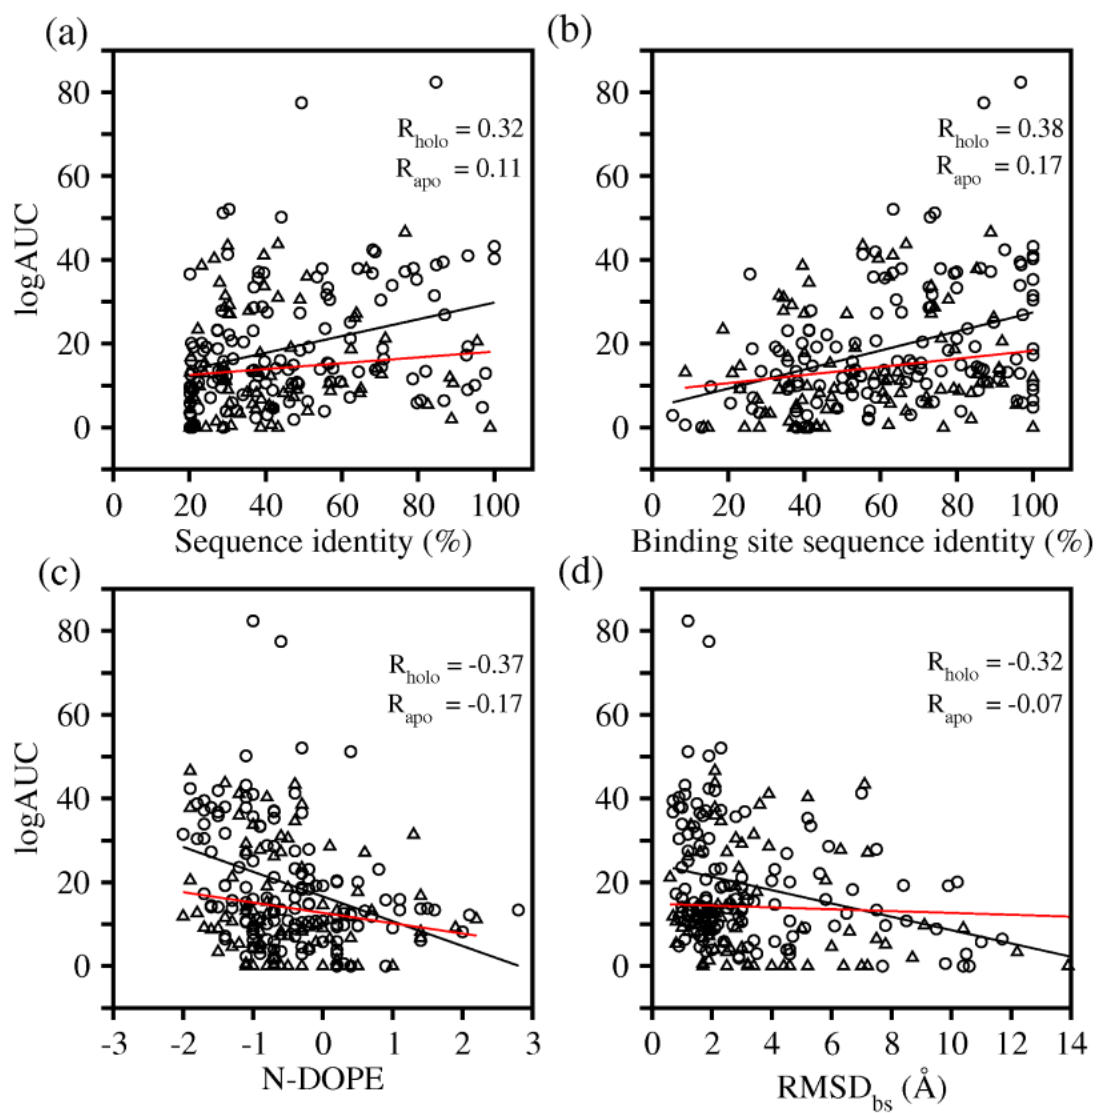 (a)
logAUC
80
60
40
20
0
R_holo = 0.32
R_apo = 0.11
0 20 40 60 80 100
Sequence identity (%)
(b)
80
60
40
20
0
R_holo = 0.38
R_apo = 0.17
0 20 40 60 80 100
Binding site sequence identity (%)
(c)
logAUC
80
60
40
20
0
R_holo = -0.37
R_apo = -0.17
-3 -2 -1 0 1 2 3
N-DOPE
(d)
80
60
40
20
0
R_holo = -0.32
R_apo = -0.07
0 2 4 6 8 10 12 14
RMSD_bs (Å)